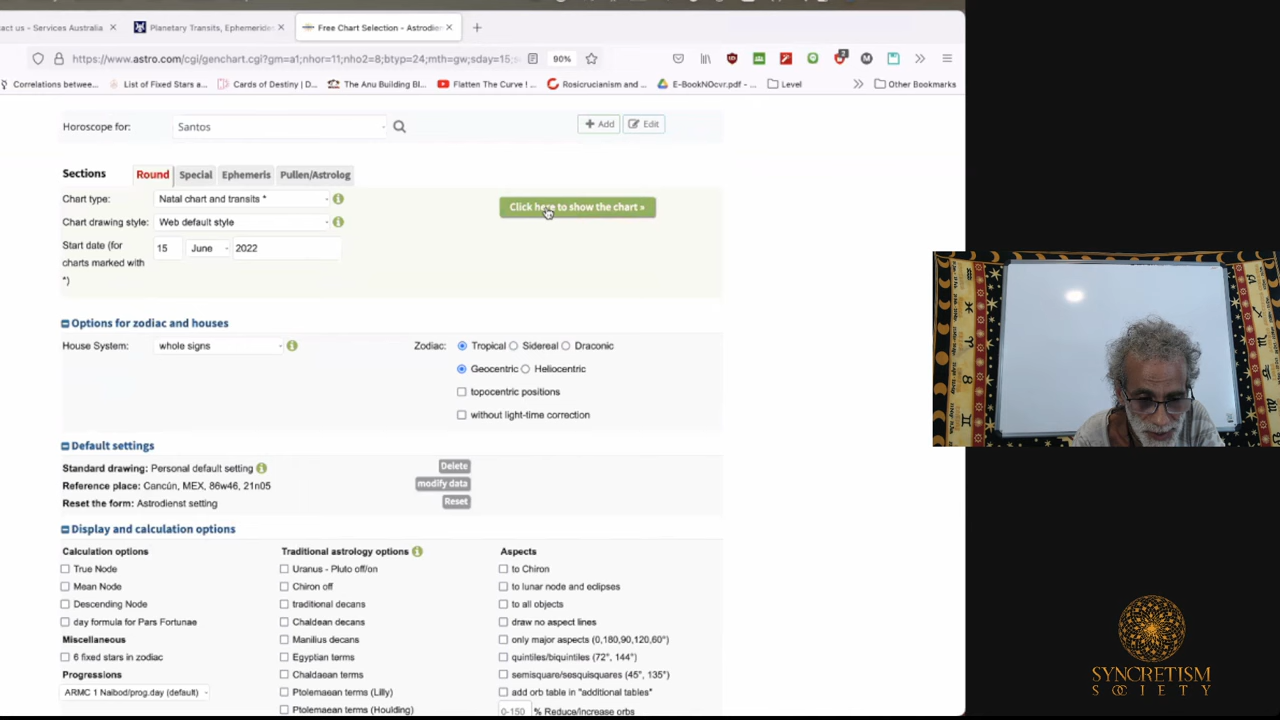 ct us - Services Australia
Planetary Transits, Ephemeride
Free Chart Selection - Astrodien
https://www.astro.com/cgi/genchart.cgi?gm=a1;nhor=11;nho2=8;btyp=24;mth=gw;sday=15;
90%
Correlations betwee...
List of Fixed Stars a...
Cards of Destiny | D...
The Anu Building Bl...
Flatten The Curve ! ...
Rosicrucianism and ...
E-BookNOcvr.pdf - ...
Level
Other Bookmarks
Horoscope for:
Santos
Add
Edit
Sections
Round
Special
Ephemeris
Pullen/Astrolog
Chart type:
Natal chart and transits *
Click here to show the chart »
Chart drawing style:
Web default style
Start date (for
charts marked with
*)
15
June
2022
Options for zodiac and houses
House System:
whole signs
Zodiac:
Tropical
Sidereal
Draconic
Geocentric
Heliocentric
topocentric positions
without light-time correction
Default settings
Standard drawing: Personal default setting
Delete
Reference place: Cancún, MEX, 86w46, 21n05
modify data
Reset the form: Astrodienst setting
Reset
Display and calculation options
Calculation options
True Node
Mean Node
Descending Node
day formula for Pars Fortunae
Miscellaneous
6 fixed stars in zodiac
Progressions
ARMC 1 Naibod/prog.day (default)
Traditional astrology options
Uranus - Pluto off/on
Chiron off
traditional decans
Chaldean decans
Manilius decans
Egyptian terms
Chaldaean terms
Ptolemaean terms (Lilly)
Ptolemaean terms (Houlding)
Aspects
to Chiron
to lunar node and eclipses
to all objects
draw no aspect lines
only major aspects (0,180,90,120,60°)
quintiles/biquintiles (72°, 144°)
semisquare/sesquisquares (45°, 135°)
add orb table in "additional tables"
0-150 % Reduce/increase orbs
SYNCRETISM
SOCIETY